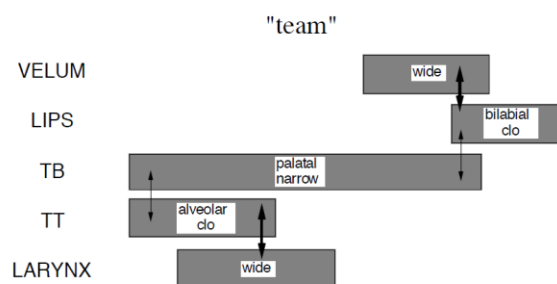 "team"
VELUM
wide
LIPS
bilabial
clo
TB
palatal
narrow
TT
alveolar
clo
LARYNX
wide